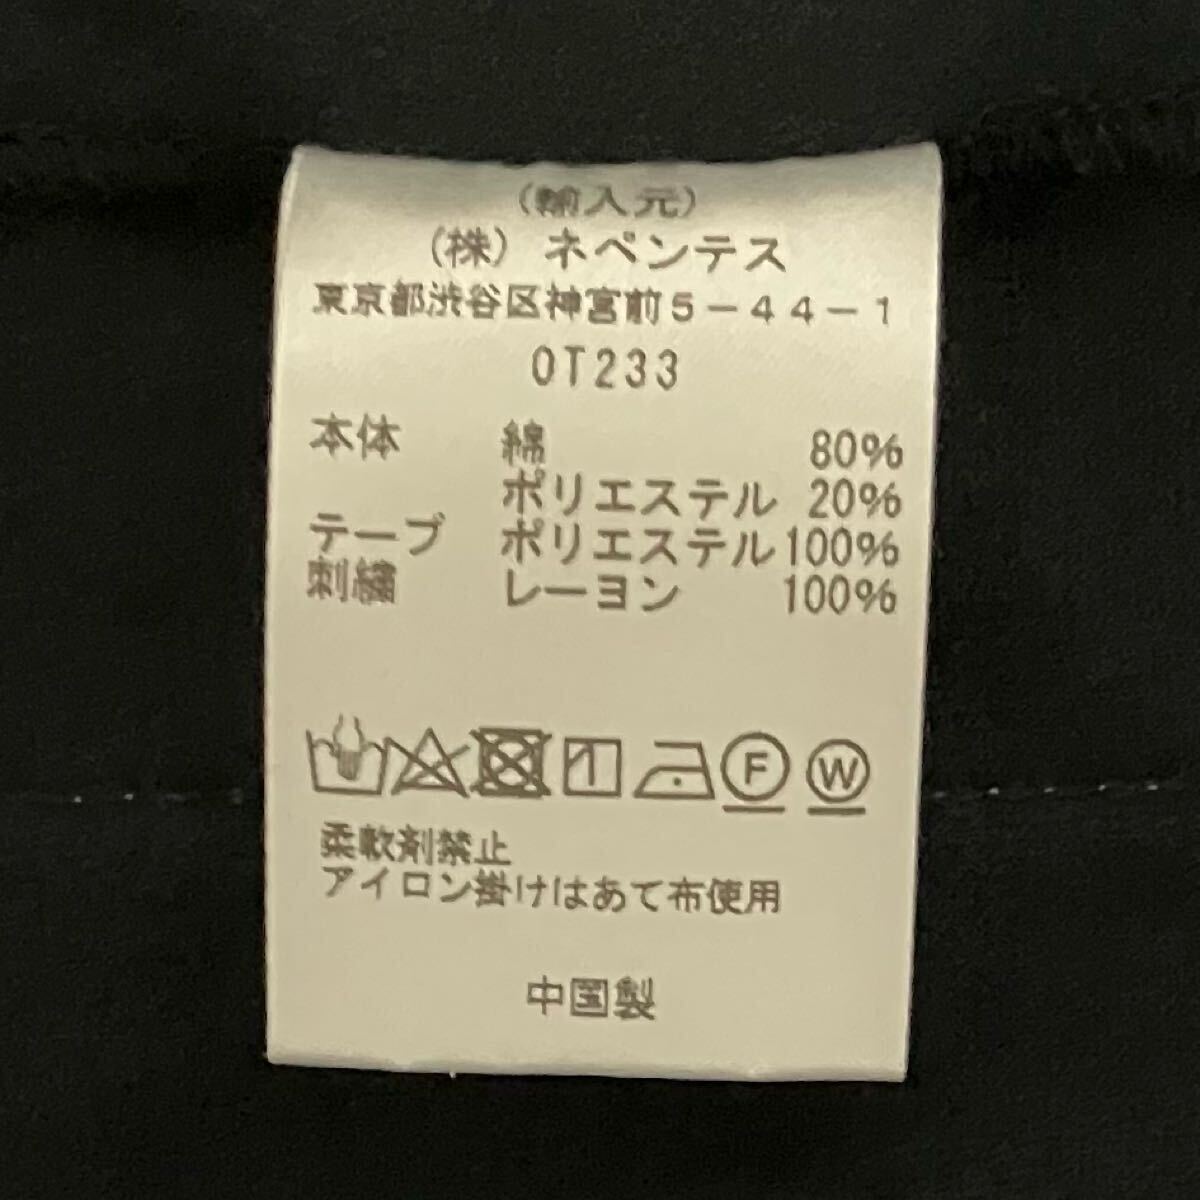 (輸入元)
(株) ネペンテス
東京都渋谷区神宮前5-44-1
OT233
本体 綿 80%
ポリエステル 20%
テープ ポリエステル 100%
刺繍 レーヨン 100%
F W
柔軟剤禁止
アイロン掛けはあて布使用
中国製